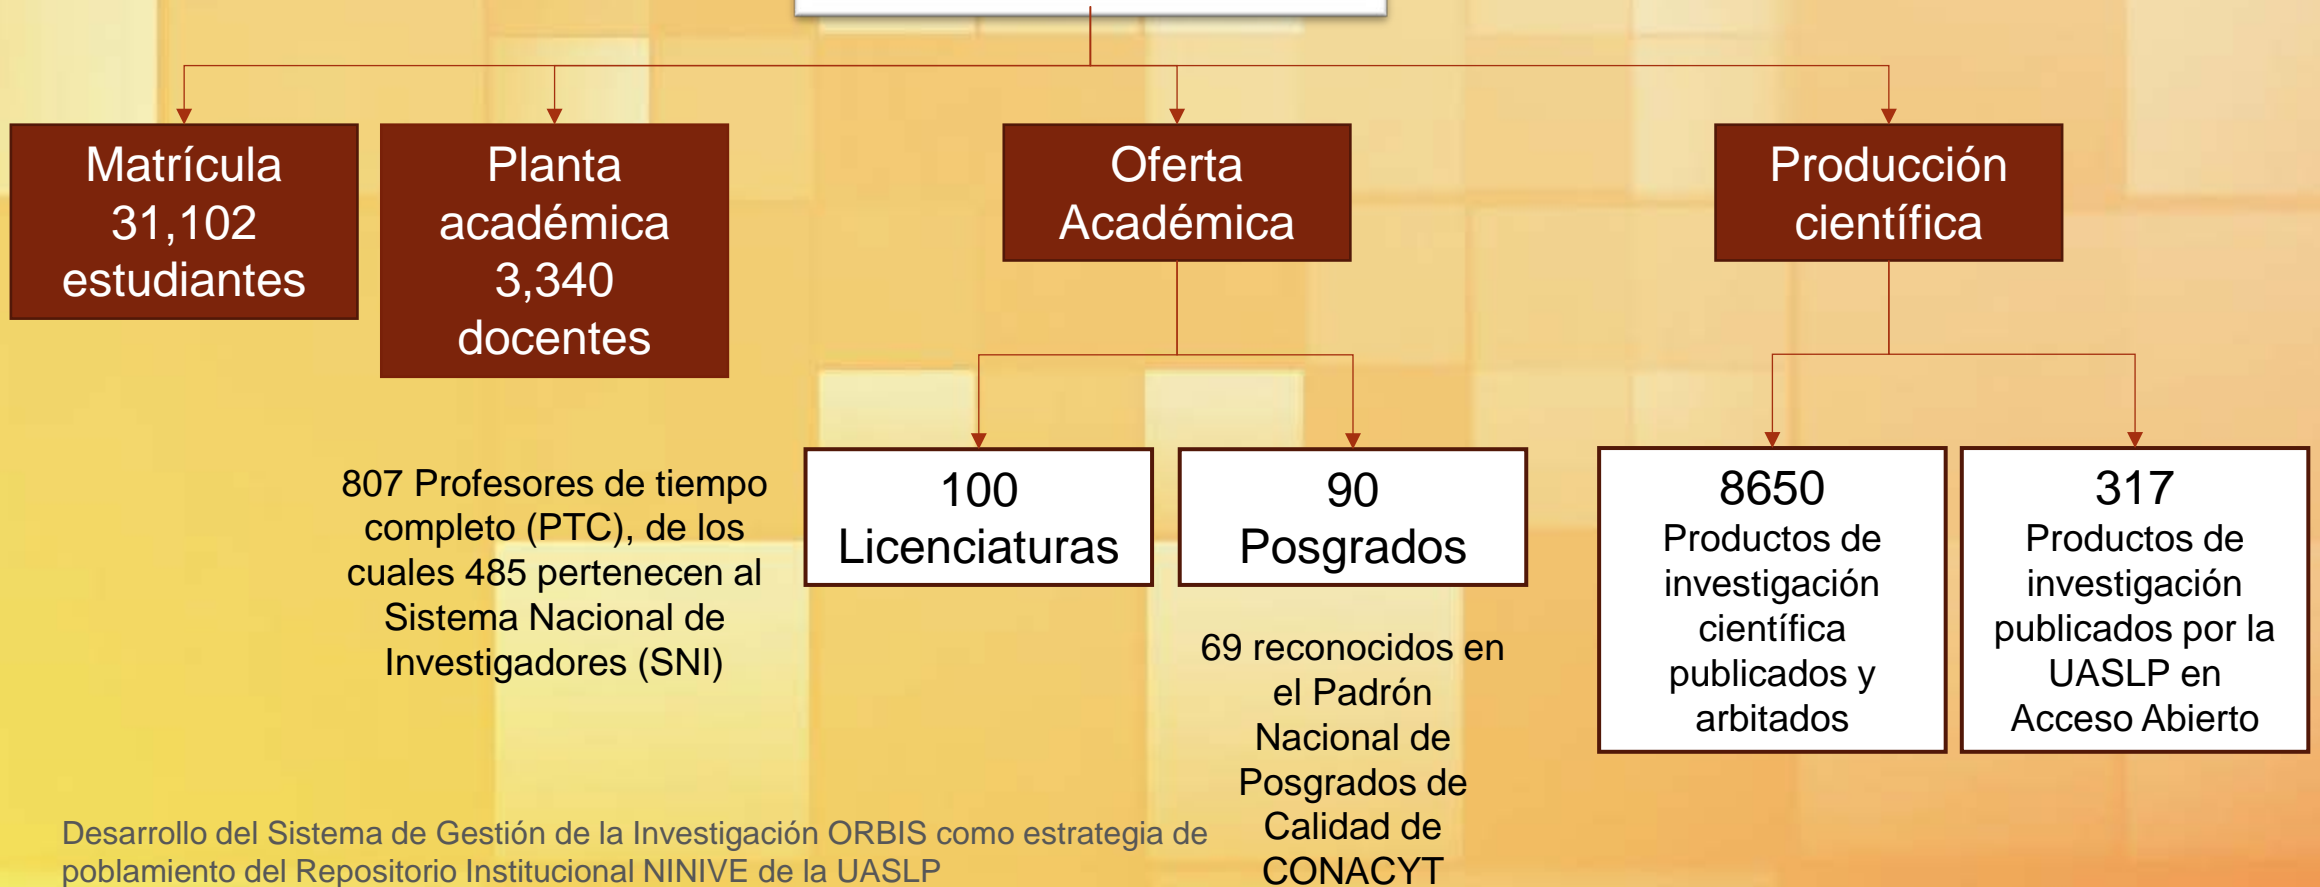 Matrícula
31,102
estudiantes
Planta
académica
3,340
docentes
Oferta
Académica
Producción
científica
807 Profesores de tiempo
completo (PTC), de los
cuales 485 pertenecen al
Sistema Nacional de
Investigadores (SNI)
100
Licenciaturas
90
Posgrados
69 reconocidos en
el Padrón
Nacional de
Posgrados de
Calidad de
CONACYT
8650
Productos de
investigación
científica
publicados y
arbitados
317
Productos de
investigación
publicados por la
UASLP en
Acceso Abierto
Desarrollo del Sistema de Gestión de la Investigación ORBIS como estrategia de
poblamiento del Repositorio Institucional NINIVE de la UASLP